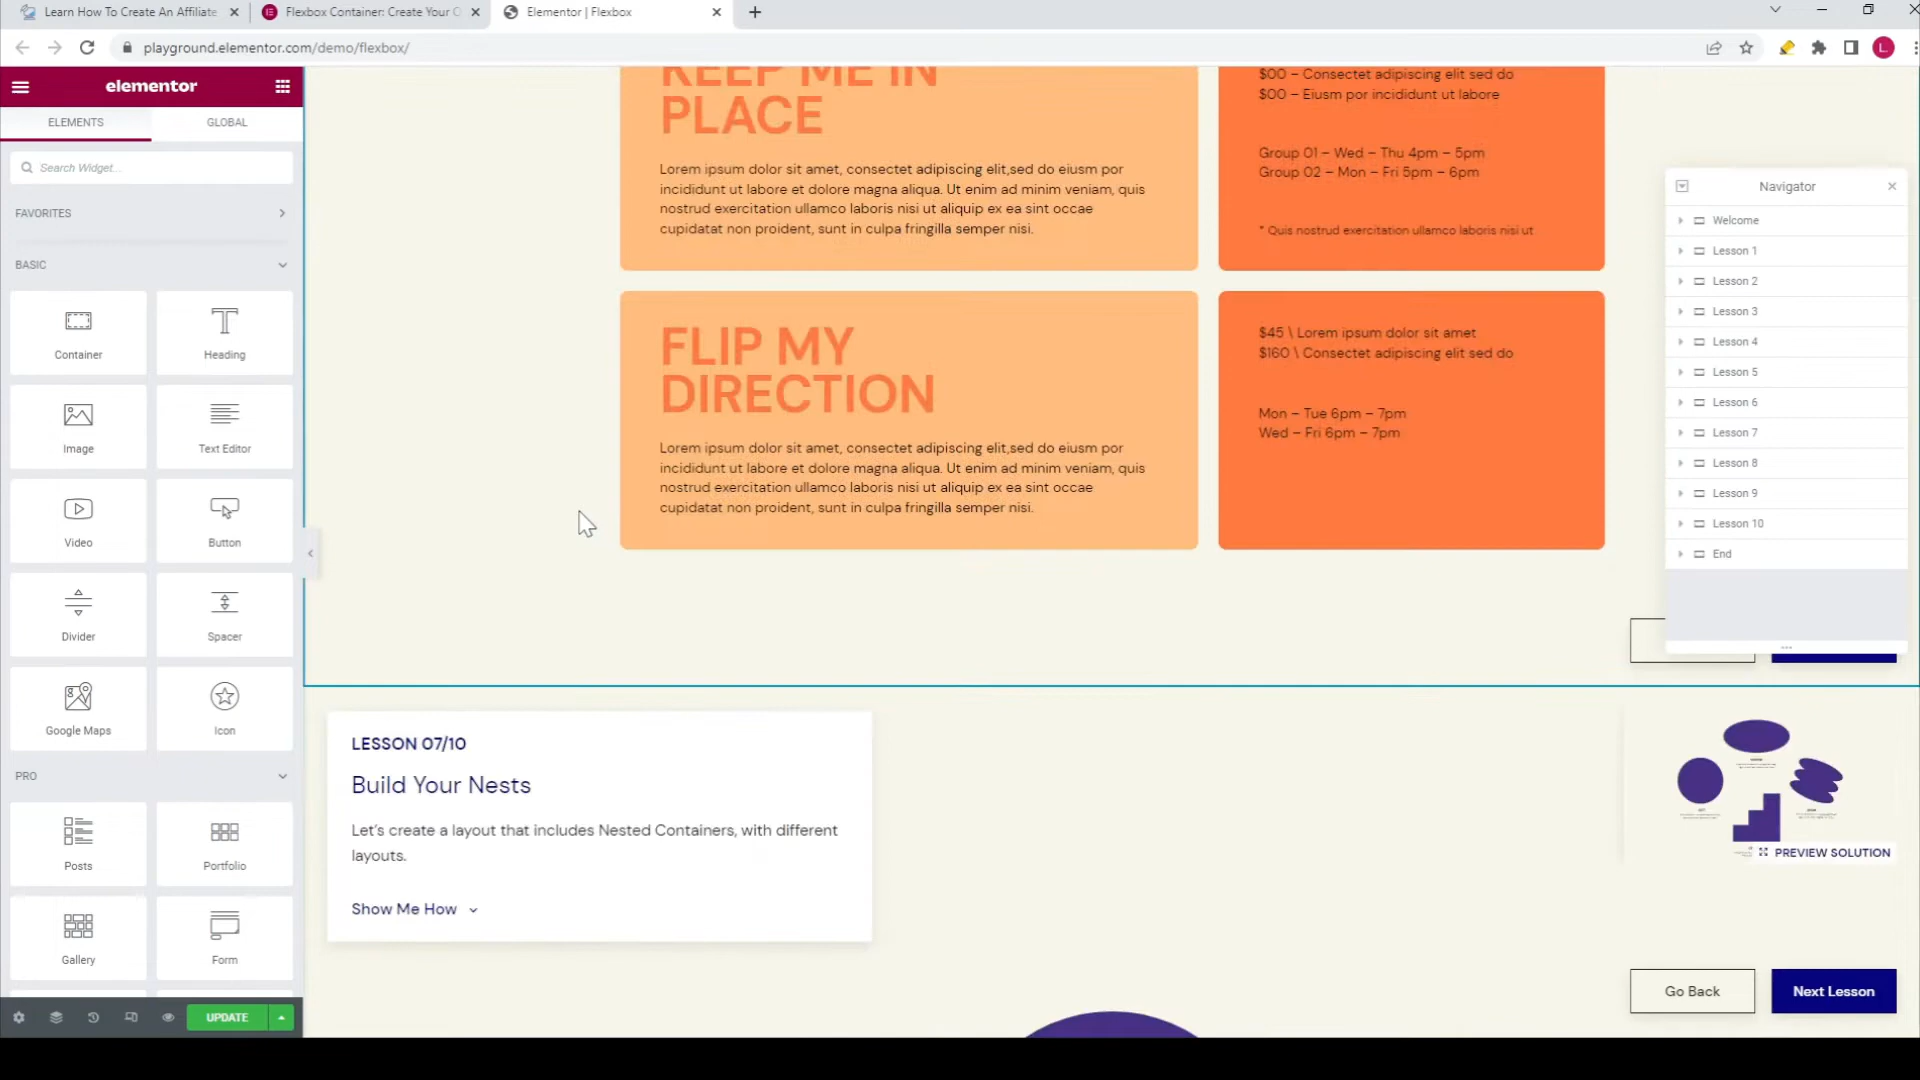 Learn How To Create An Affiliate
Flexbox Container: Create Your O
Elementor | Flexbox
playground.elementor.com/demo/flexbox/
L
elementor
ELEMENTS
GLOBAL
Search Widget...
FAVORITES
BASIC
Container
Heading
Image
Text Editor
Video
Button
Divider
Spacer
Google Maps
Icon
PRO
Posts
Portfolio
Gallery
Form
UPDATE
KEEP ME IN
PLACE
Lorem ipsum dolor sit amet, consectet adipiscing elit,sed do eiusm por
incididunt ut labore et dolore magna aliqua. Ut enim ad minim veniam, quis
nostrud exercitation ullamco laboris nisi ut aliquip ex ea sint occae
cupidatat non proident, sunt in culpa fringilla semper nisi.
$00 – Consectet adipiscing elit sed do
$00 – Eiusm por incididunt ut labore
Group 01 – Wed – Thu 4pm – 5pm
Group 02 – Mon – Fri 5pm – 6pm
* Quis nostrud exercitation ullamco laboris nisi ut
FLIP MY
DIRECTION
Lorem ipsum dolor sit amet, consectet adipiscing elit,sed do eiusm por
incididunt ut labore et dolore magna aliqua. Ut enim ad minim veniam, quis
nostrud exercitation ullamco laboris nisi ut aliquip ex ea sint occae
cupidatat non proident, sunt in culpa fringilla semper nisi.
$45 \ Lorem ipsum dolor sit amet
$160 \ Consectet adipiscing elit sed do
Mon – Tue 6pm – 7pm
Wed – Fri 6pm – 7pm
Navigator
Welcome
Lesson 1
Lesson 2
Lesson 3
Lesson 4
Lesson 5
Lesson 6
Lesson 7
Lesson 8
Lesson 9
Lesson 10
End
LESSON 07/10
Build Your Nests
Let's create a layout that includes Nested Containers, with different
layouts.
Show Me How
PREVIEW SOLUTION
Go Back
Next Lesson